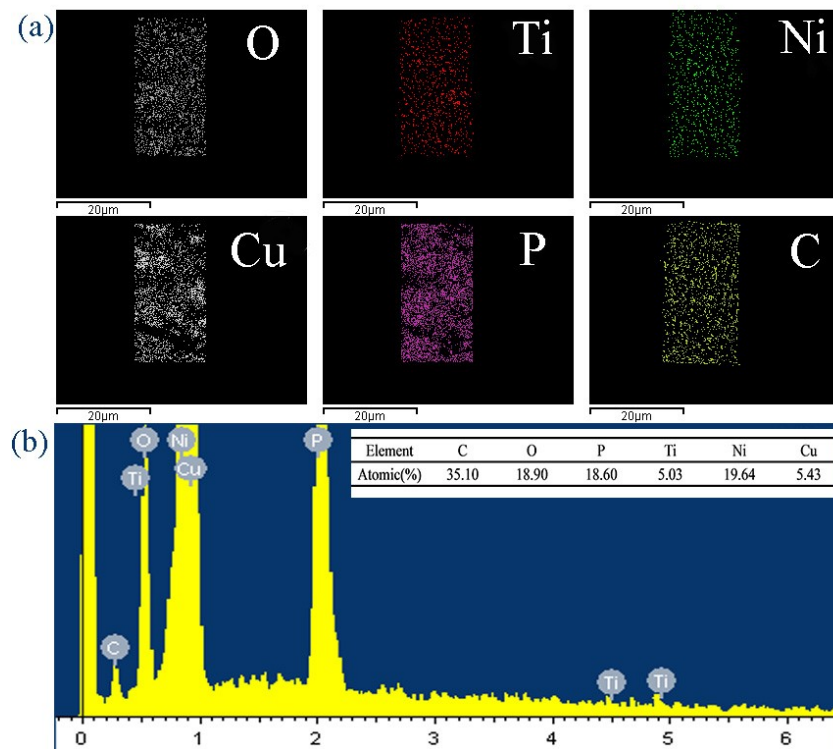 (a)
O
Ti
Ni
20μm
20μm
20μm
Cu
P
C
20μm
20μm
20μm
(b)
O Ni P
Ti Cu
C
Ti Ti
Element C O P Ti Ni Cu
Atomic(%) 35.10 18.90 18.60 5.03 19.64 5.43
0 1 2 3 4 5 6